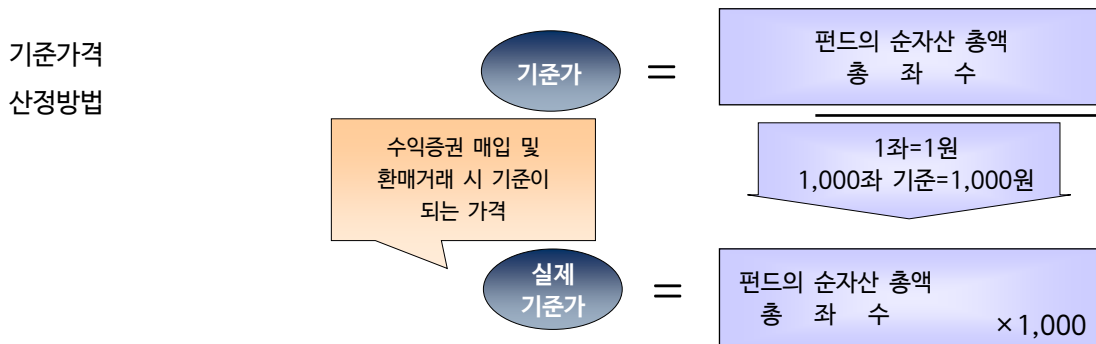 기준가격
산정방법
기준가
=
펀드의 순자산 총액
총 좌 수
수익증권 매입 및
환매거래 시 기준이
되는 가격
1좌=1원
1,000좌 기준=1,000원
실제
기준가
=
펀드의 순자산 총액
총 좌 수
×1,000